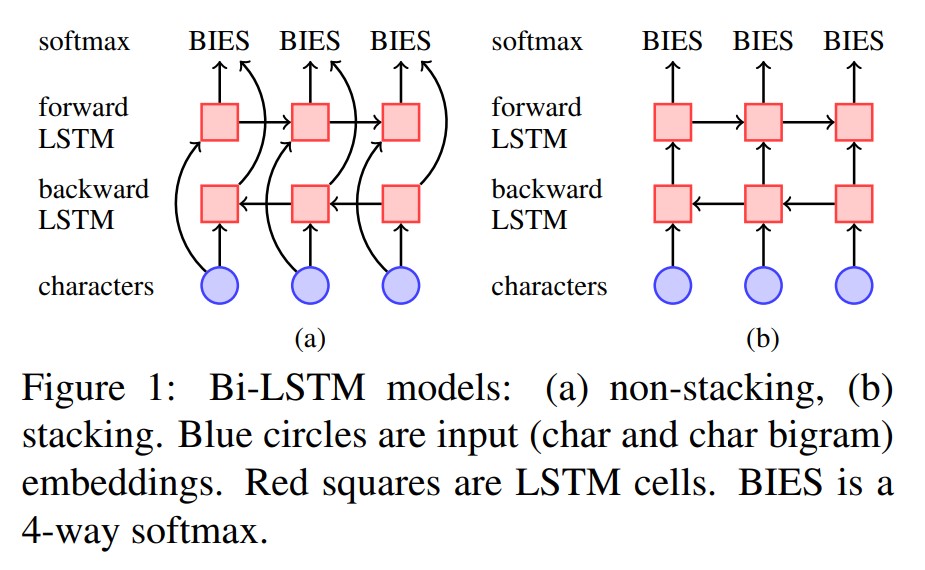 softmax BIES BIES BIES softmax BIES BIES BIES
forward LSTM forward LSTM
backward LSTM backward LSTM
characters characters
(a) (b)
Figure 1: Bi-LSTM models: (a) non-stacking, (b)
stacking. Blue circles are input (char and char bigram)
embeddings. Red squares are LSTM cells. BIES is a
4-way softmax.